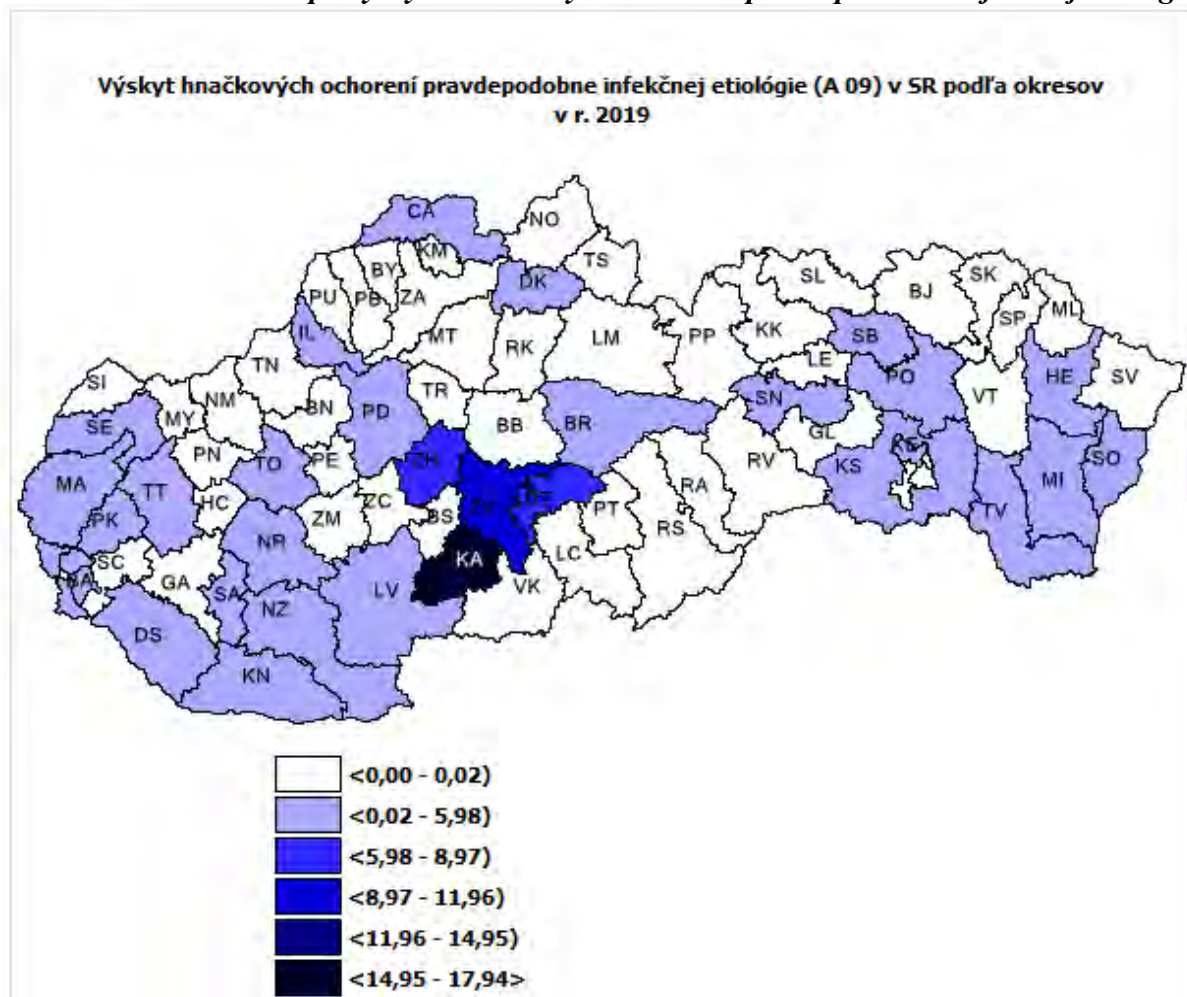 Výskyt hnačkových ochorení pravdepodobne infekčnej etiológie (A 09) v SR podľa okresov
v r. 2019
NO
CA
KM
TS
BY
DK
SL
SK
PU
PB
ZA
BJ
ML
SP
IL
MT
RK
LM
PP
KK
SB
LE
HE
SV
TN
PO
SI
NM
BN
PD
TR
BB
BR
SN
VT
MY
GL
SE
PN
TO
PE
ZH
RV
KS
SO
MA
TT
HC
ZM
ZC
ZV
DT
PT
RA
MI
PK
BS
RS
TV
NR
LC
SC
KA
BA
GA
SA
LV
VK
NZ
DS
KN
<0,00 - 0,02)
<0,02 - 5,98)
<5,98 - 8,97)
<8,97 - 11,96)
<11,96 - 14,95)
<14,95 - 17,94>